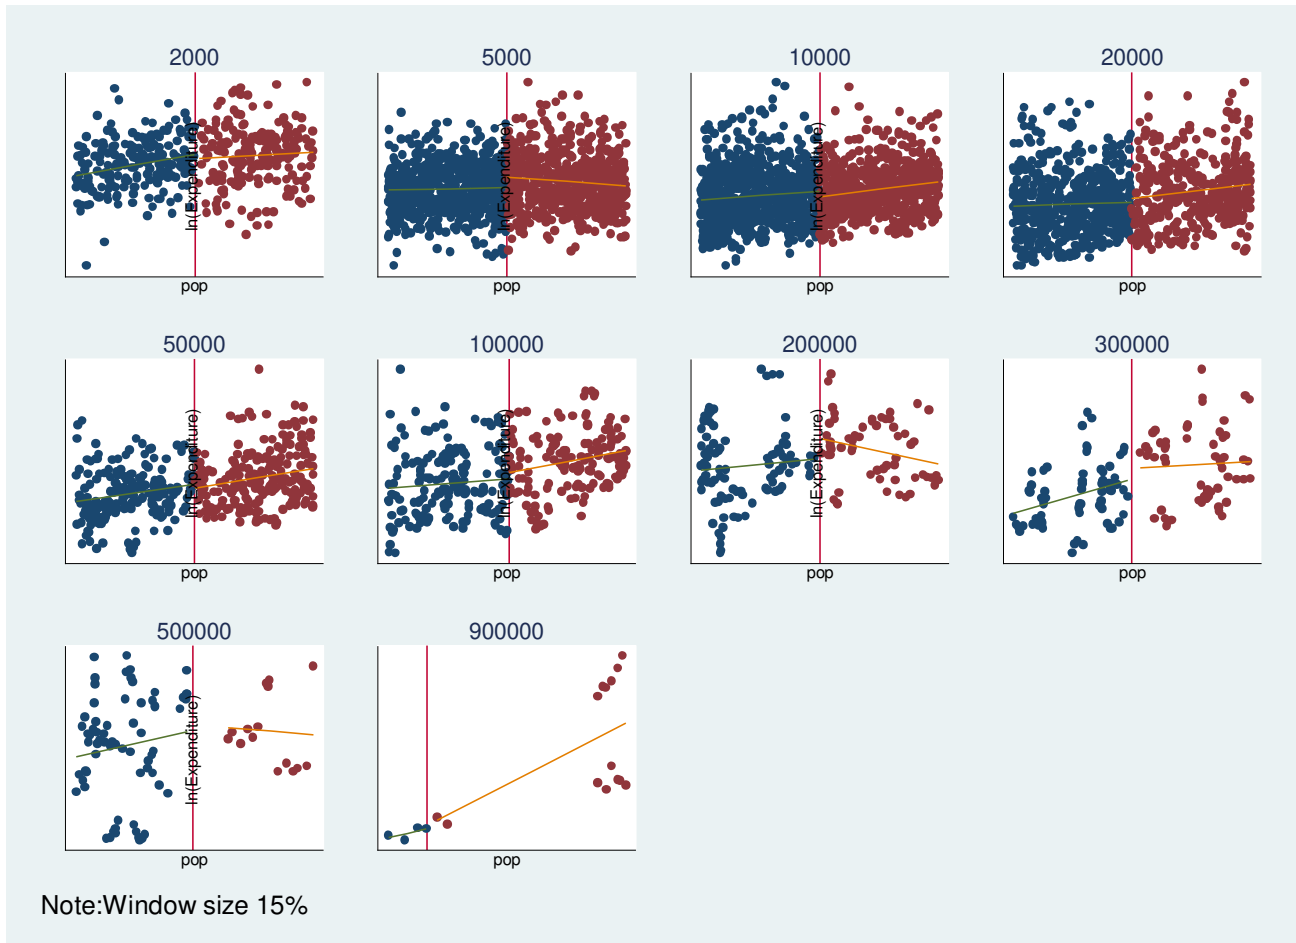 2000
5000
10000
20000
ln(Expenditure)
ln(Expenditure)
ln(Expenditure)
pop
pop
pop
pop
50000
100000
200000
300000
ln(Expenditure)
ln(Expenditure)
ln(Expenditure)
pop
pop
pop
pop
500000
900000
ln(Expenditure)
pop
pop
Note:Window size 15%